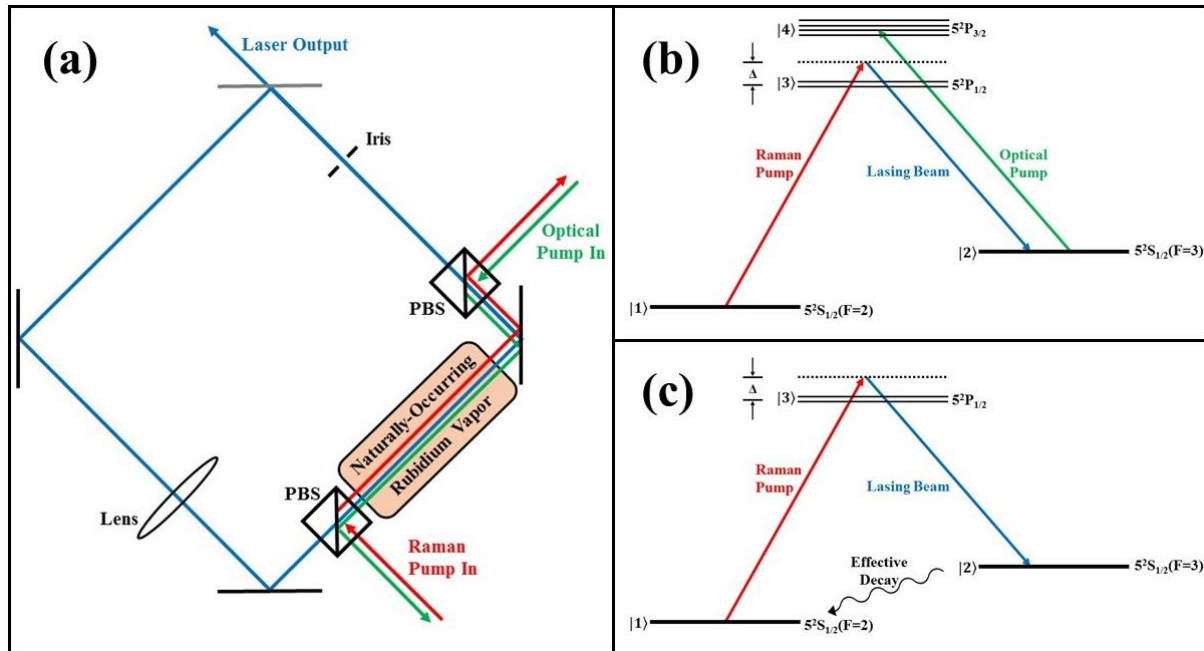 (a)
Laser Output
Iris
Optical
Pump In
PBS
Naturally-Occurring
Rubidium Vapor
PBS
Lens
Raman
Pump In
(b)
|4⟩
5²P₃/₂
Δ
|3⟩
5²P₁/₂
Raman
Pump
Lasing Beam
Optical
Pump
|2⟩
5²S₁/₂(F=3)
|1⟩
5²S₁/₂(F=2)
(c)
Δ
|3⟩
5²P₁/₂
Raman
Pump
Lasing Beam
Effective
Decay
|2⟩
5²S₁/₂(F=3)
|1⟩
5²S₁/₂(F=2)